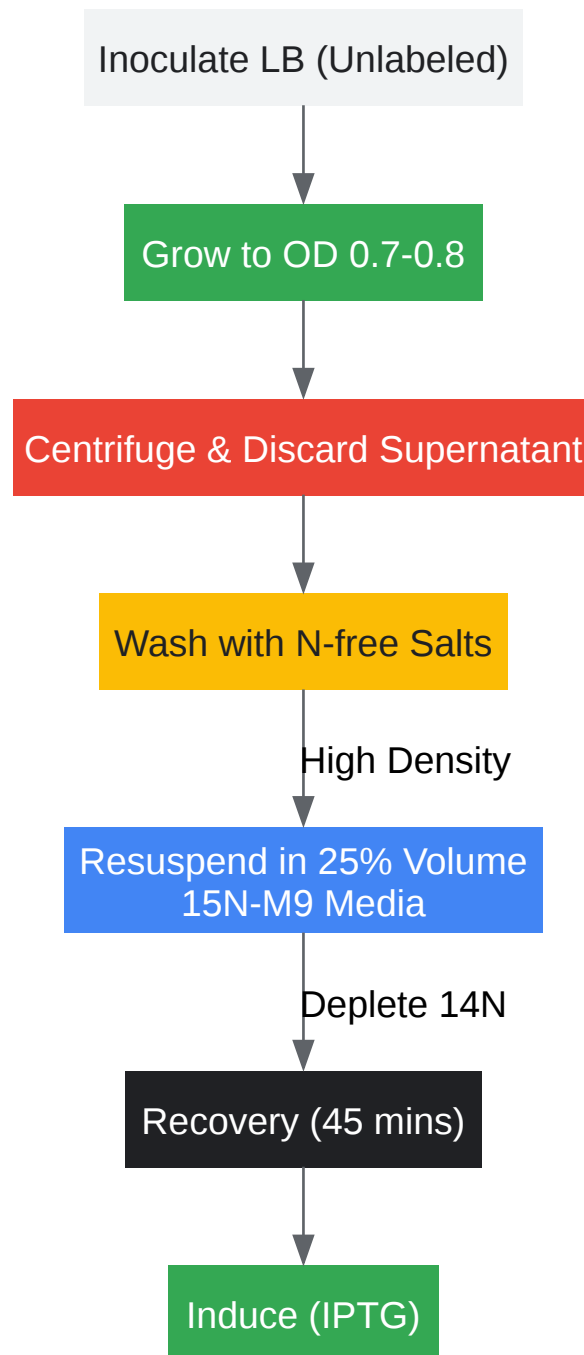 Inoculate LB (Unlabeled)
Grow to OD 0.7-0.8
Centrifuge & Discard Supernatant
Wash with N-free Salts
High Density
Resuspend in 25% Volume
15N-M9 Media
Deplete 14N
Recovery (45 mins)
Induce (IPTG)